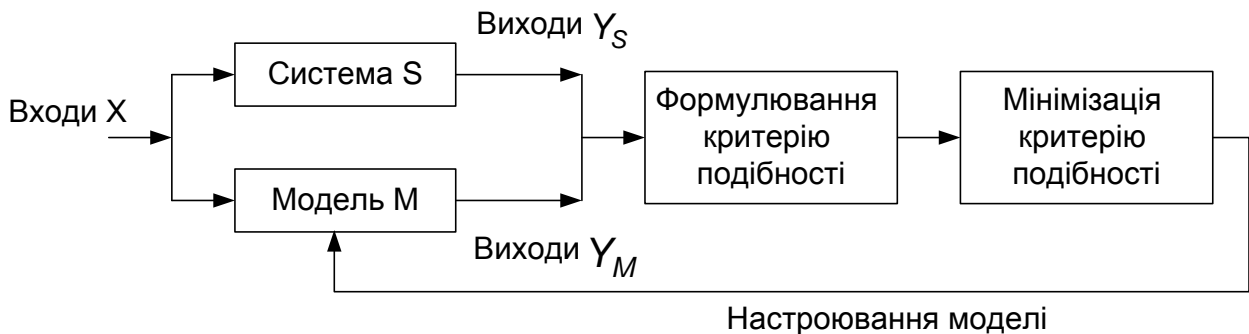 Виходи Y_S
Система S
Входи X
Модель M
Виходи Y_M
Формулювання
критерію
подібності
Мінімізація
критерію
подібності
Настроювання моделі